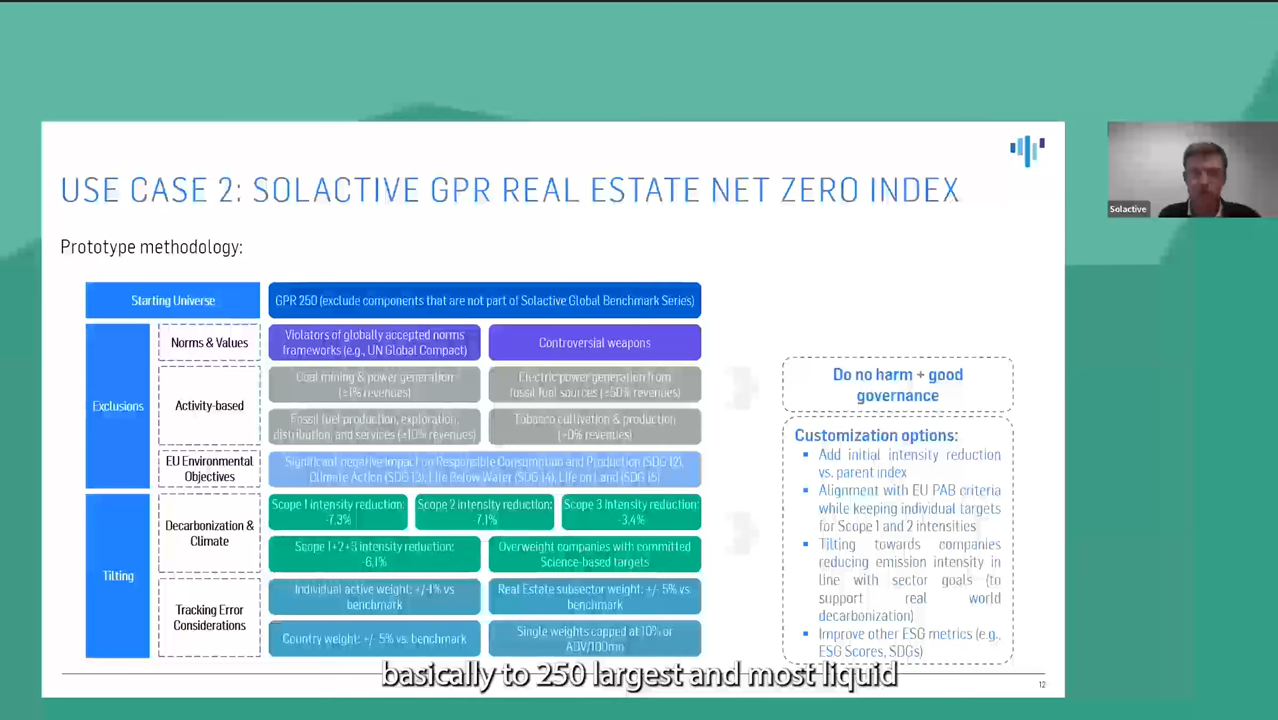 USE CASE 2: SOLACTIVE GPR REAL ESTATE NET ZERO INDEX
Solactive
Prototype methodology:
Starting Universe
GPR 250 (exclude components that are not part of Solactive Global Benchmark Series)
Exclusions
Norms & Values
Violators of globally accepted norms
frameworks (e.g., UN Global Compact)
Controversial weapons
Activity-based
Coal mining & power generation
(≥1% revenues)
Electric power generation from
fossil fuel sources (≥50% revenues)
Fossil fuel production, exploration,
distribution, and services (≥10% revenues)
Tobacco cultivation & production
(>0% revenues)
EU Environmental
Objectives
Significant negative impact on Responsible Consumption and Production (SDG 12),
Climate Action (SDG 13), Life Below Water (SDG 14), Life on Land (SDG 15)
Tilting
Decarbonization &
Climate
Scope 1 intensity reduction:
-7.3%
Scope 2 intensity reduction:
-7.1%
Scope 3 intensity reduction:
-3.4%
Scope 1+2+3 intensity reduction:
-6.1%
Overweight companies with committed
Science-based targets
Tracking Error
Considerations
Individual active weight: +/-1% vs
benchmark
Real Estate subsector weight: +/- 5% vs
benchmark
Country weight: +/- 5% vs. benchmark
Single weights capped at 10% or
ADV/100mn
Do no harm + good
governance
Customization options:
▪ Add initial intensity reduction
vs. parent index
▪ Alignment with EU PAB criteria
while keeping individual targets
for Scope 1 and 2 intensities
▪ Tilting towards companies
reducing emission intensity in
line with sector goals (to
support real world
decarbonization)
▪ Improve other ESG metrics (e.g.,
ESG Scores, SDGs)
basically to 250 largest and most liquid
12